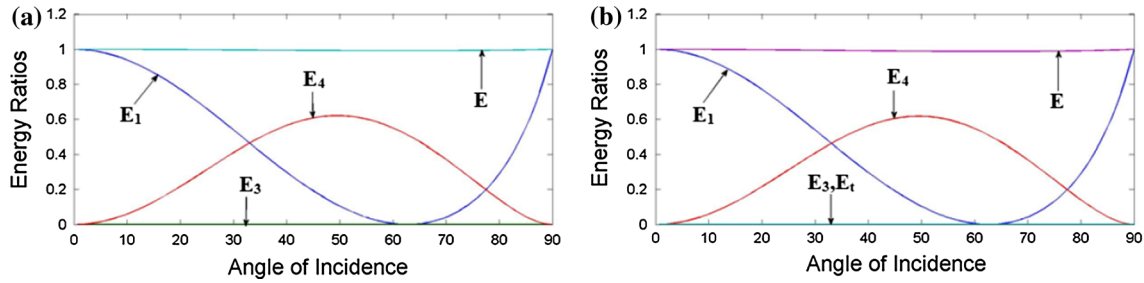 (a)
1.2
1
0.8
0.6
0.4
0.2
0
Energy Ratios
E1
E4
E
E3
0 10 20 30 40 50 60 70 80 90
Angle of Incidence
(b)
1.2
1
0.8
0.6
0.4
0.2
0
Energy Ratios
E1
E4
E
E3,Et
0 10 20 30 40 50 60 70 80 90
Angle of Incidence